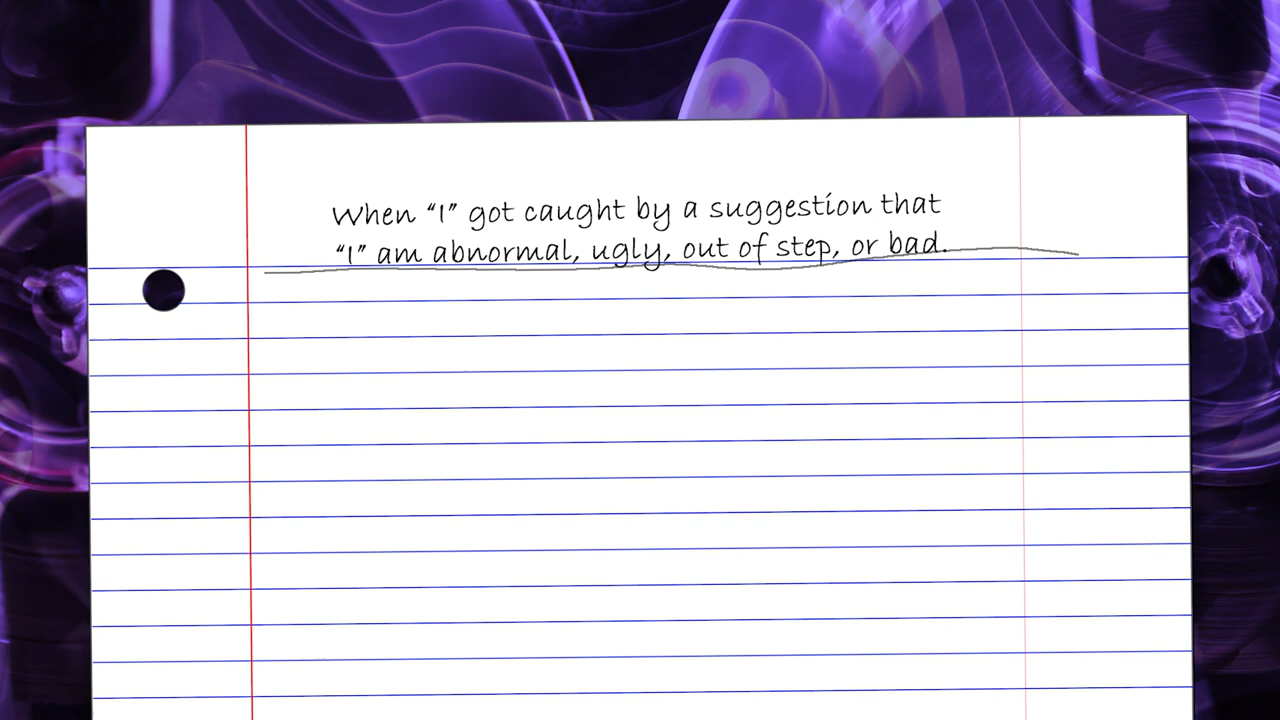 When “I” got caught by a suggestion that
“I” am abnormal, ugly, out of step, or bad.